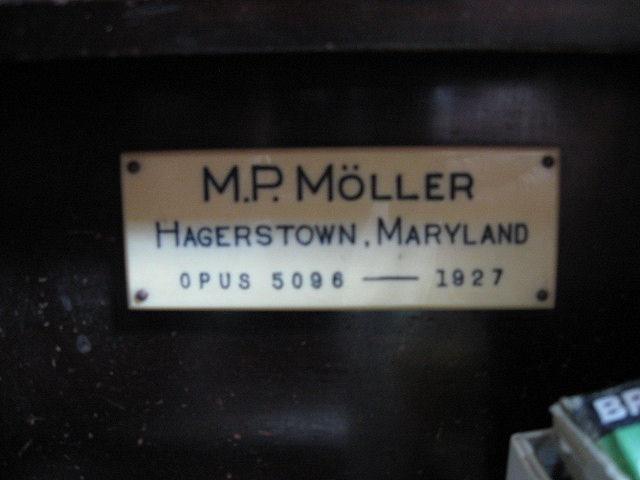 M.P. MÖLLER
HAGERSTOWN, MARYLAND
OPUS 5096 — 1927